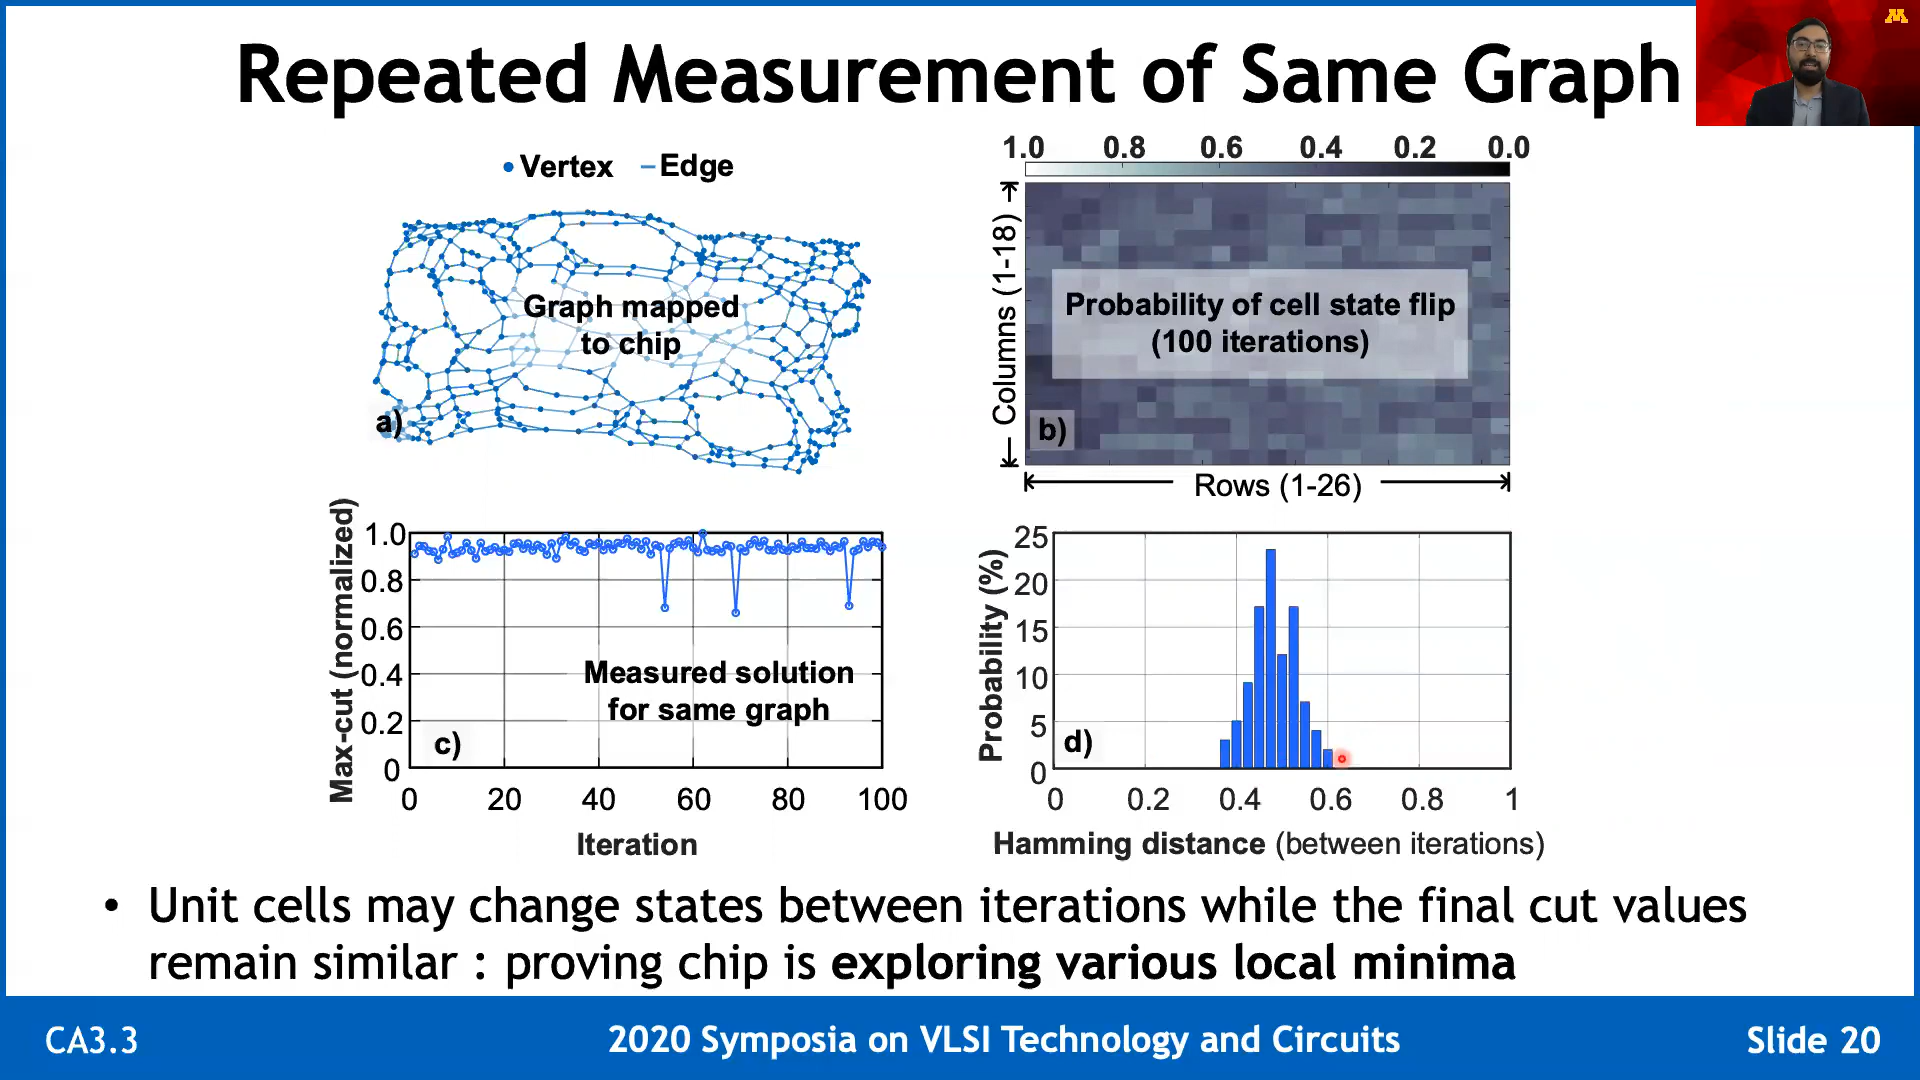 Repeated Measurement of Same Graph
Vertex Edge
Graph mapped
to chip
a)
1.0 0.8 0.6 0.4 0.2 0.0
Columns (1-18)
Probability of cell state flip
(100 iterations)
b)
Rows (1-26)
Max-cut (normalized)
1.0
0.8
0.6
0.4
0.2
0
Measured solution
for same graph
c)
0 20 40 60 80 100
Iteration
Probability (%)
25
20
15
10
5
0
d)
0 0.2 0.4 0.6 0.8 1
Hamming distance (between iterations)
• Unit cells may change states between iterations while the final cut values
remain similar : proving chip is exploring various local minima
CA3.3
2020 Symposia on VLSI Technology and Circuits
Slide 20
M